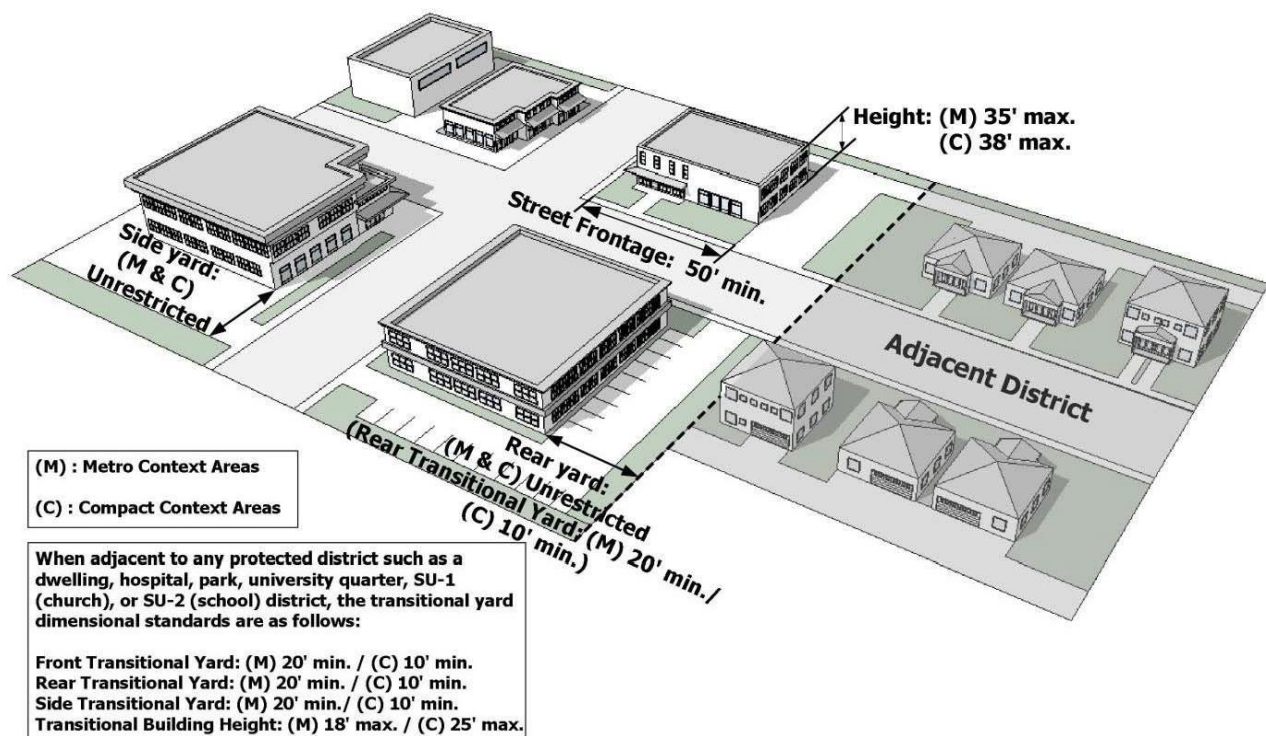 Height: (M) 35' max.
(C) 38' max.
Street Frontage: 50' min.
Side yard:
(M & C)
Unrestricted
Adjacent District
Rear yard:
(M & C) Unrestricted
(Rear Transitional Yard: (M) 20' min./
(C) 10' min.)
(M) : Metro Context Areas
(C) : Compact Context Areas
When adjacent to any protected district such as a
dwelling, hospital, park, university quarter, SU-1
(church), or SU-2 (school) district, the transitional yard
dimensional standards are as follows:
Front Transitional Yard: (M) 20' min. / (C) 10' min.
Rear Transitional Yard: (M) 20' min. / (C) 10' min.
Side Transitional Yard: (M) 20' min./ (C) 10' min.
Transitional Building Height: (M) 18' max. / (C) 25' max.